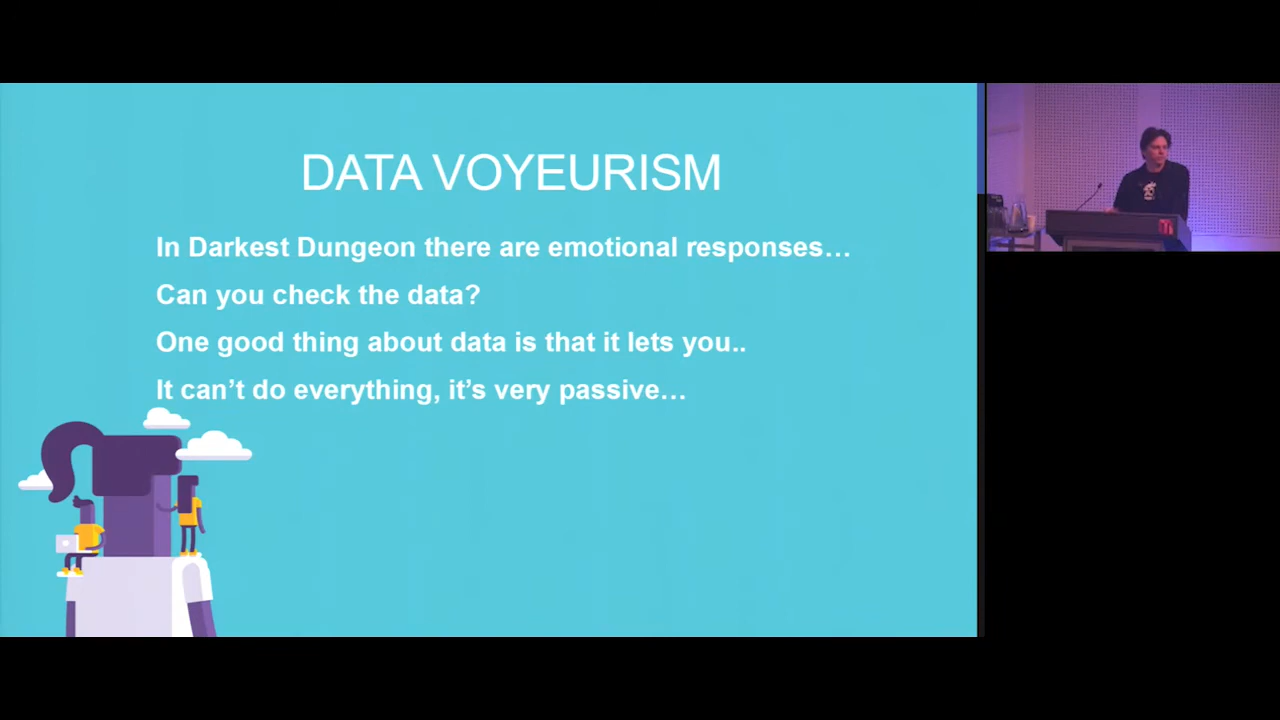 DATA VOYEURISM
In Darkest Dungeon there are emotional responses…
Can you check the data?
One good thing about data is that it lets you..
It can’t do everything, it’s very passive…